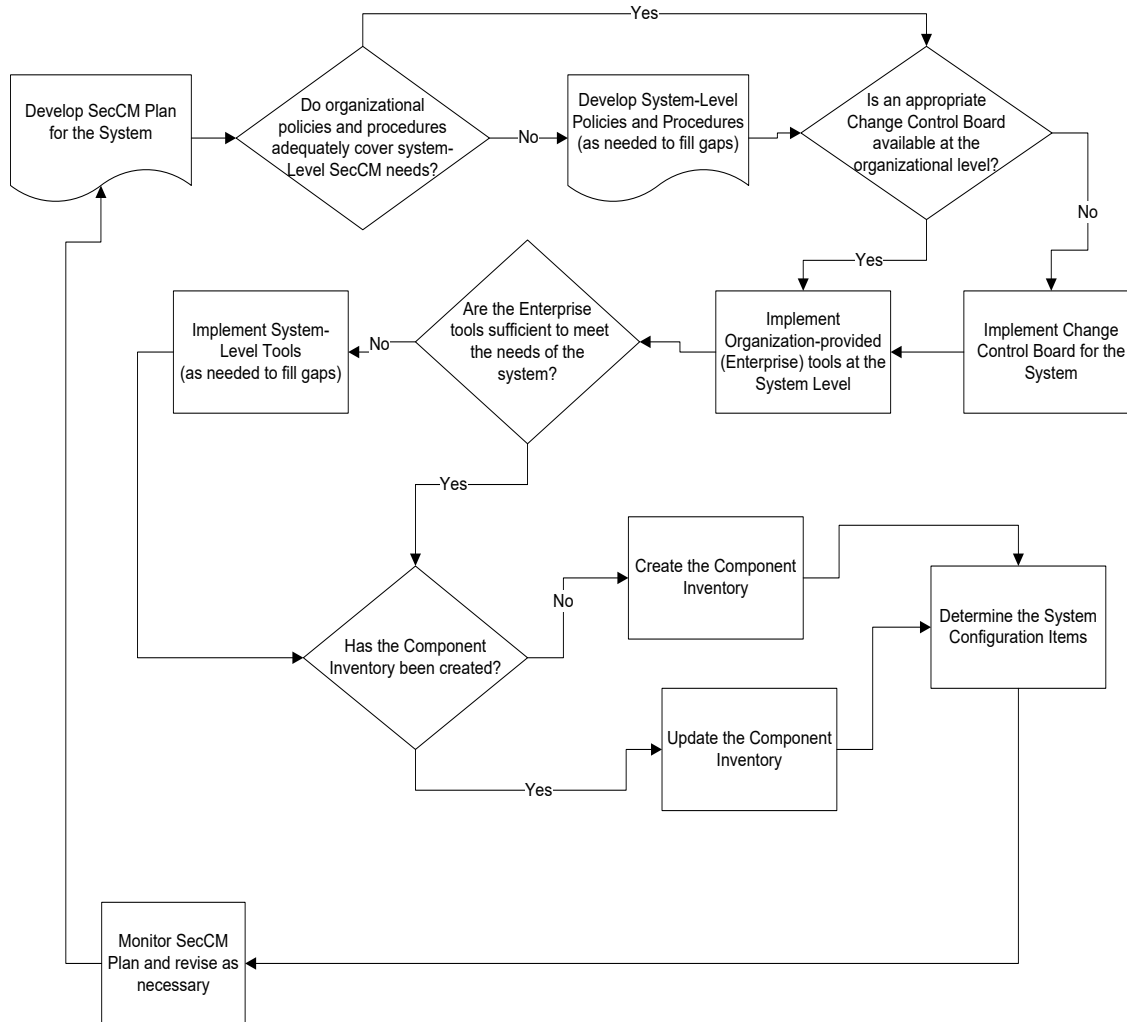 Yes
Develop SecCM Plan
for the System
Do organizational
policies and procedures
adequately cover system-
Level SecCM needs?
No
Develop System-Level
Policies and Procedures
(as needed to fill gaps)
Is an appropriate
Change Control Board
available at the
organizational level?
No
Yes
Implement System-
Level Tools
(as needed to fill gaps)
No
Are the Enterprise
tools sufficient to meet
the needs of the
system?
Implement
Organization-provided
(Enterprise) tools at the
System Level
Implement Change
Control Board for the
System
Yes
Create the Component
Inventory
No
Has the Component
Inventory been created?
Determine the System
Configuration Items
Update the Component
Inventory
Yes
Monitor SecCM
Plan and revise as
necessary